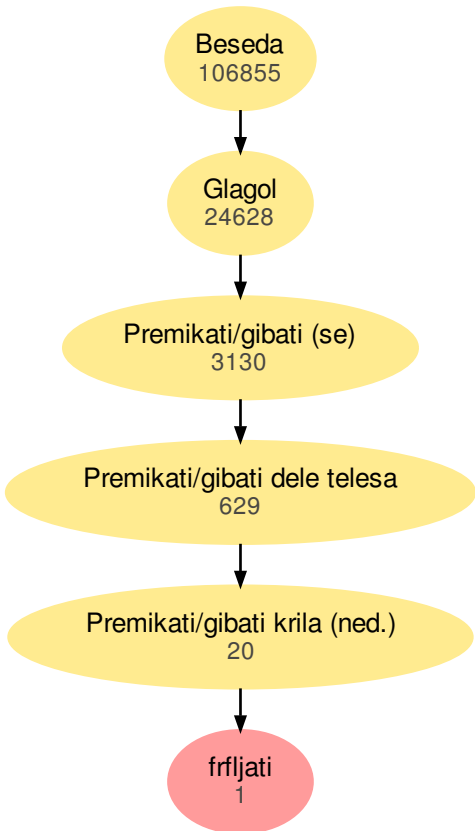 Beseda
106855
Glagol
24628
Premikati/gibati (se)
3130
Premikati/gibati dele telesa
629
Premikati/gibati krila (ned.)
20
frfljati
1